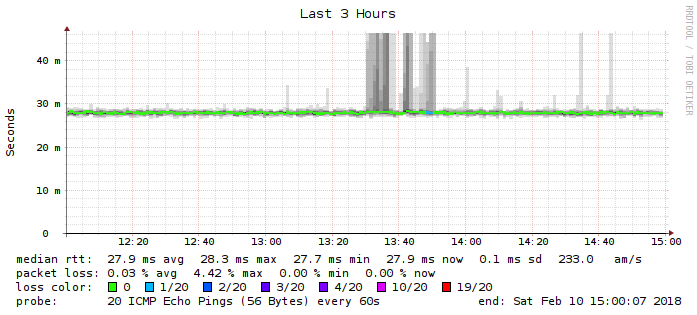 Last 3 Hours
RRDTOOL / TOBI OETIKER
Seconds
40 m
30 m
20 m
10 m
0
12:20 12:40 13:00 13:20 13:40 14:00 14:20 14:40 15:00
median rtt: 27.9 ms avg 28.3 ms max 27.7 ms min 27.9 ms now 0.1 ms sd 233.0 am/s
packet loss: 0.03 % avg 4.42 % max 0.00 % min 0.00 % now
loss color: 0 1/20 2/20 3/20 4/20 10/20 19/20
probe: 20 ICMP Echo Pings (56 Bytes) every 60s end: Sat Feb 10 15:00:07 2018